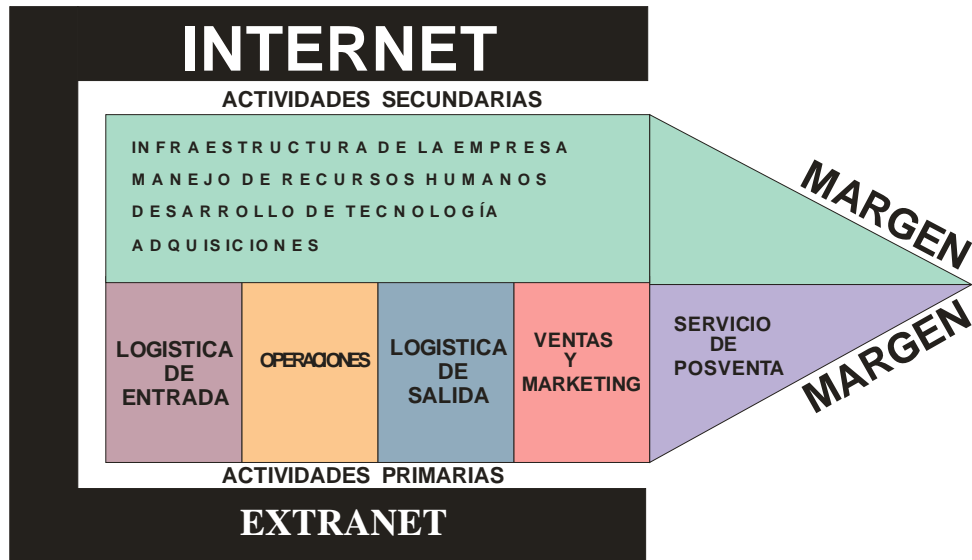 INTERNET
ACTIVIDADES SECUNDARIAS
INFRAESTRUCTURA DE LA EMPRESA
MANEJO DE RECURSOS HUMANOS
DESARROLLO DE TECNOLOGÍA
ADQUISICIONES
MARGEN
LOGISTICA
DE
ENTRADA
OPERACIONES
LOGISTICA
DE
SALIDA
VENTAS
Y
MARKETING
SERVICIO
DE
POSVENTA
MARGEN
ACTIVIDADES PRIMARIAS
EXTRANET